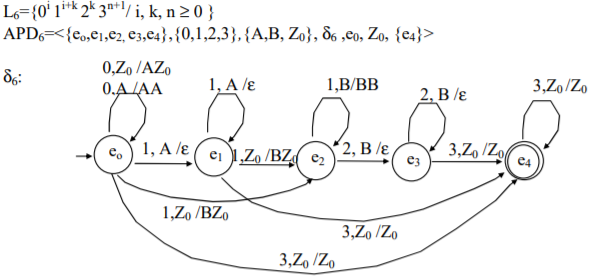 L₆={0ⁱ 1ⁱ⁺ᵏ 2ᵏ 3ⁿ⁺¹/ i, k, n ≥ 0 }
APD₆=<{eₒ,e₁,e₂, e₃,e₄},{0,1,2,3},{A,B, Z₀}, δ₆ ,e₀, Z₀, {e₄}>
δ₆:
0,Z₀ /AZ₀
0,A /AA
1, A /ε
1,B/BB
2, B /ε
3,Z₀ /Z₀
eₒ
1, A /ε
e₁
1,Z₀ /BZ₀
e₂
2, B /ε
e₃
3,Z₀ /Z₀
e₄
1,Z₀ /BZ₀
3,Z₀ /Z₀
3,Z₀ /Z₀